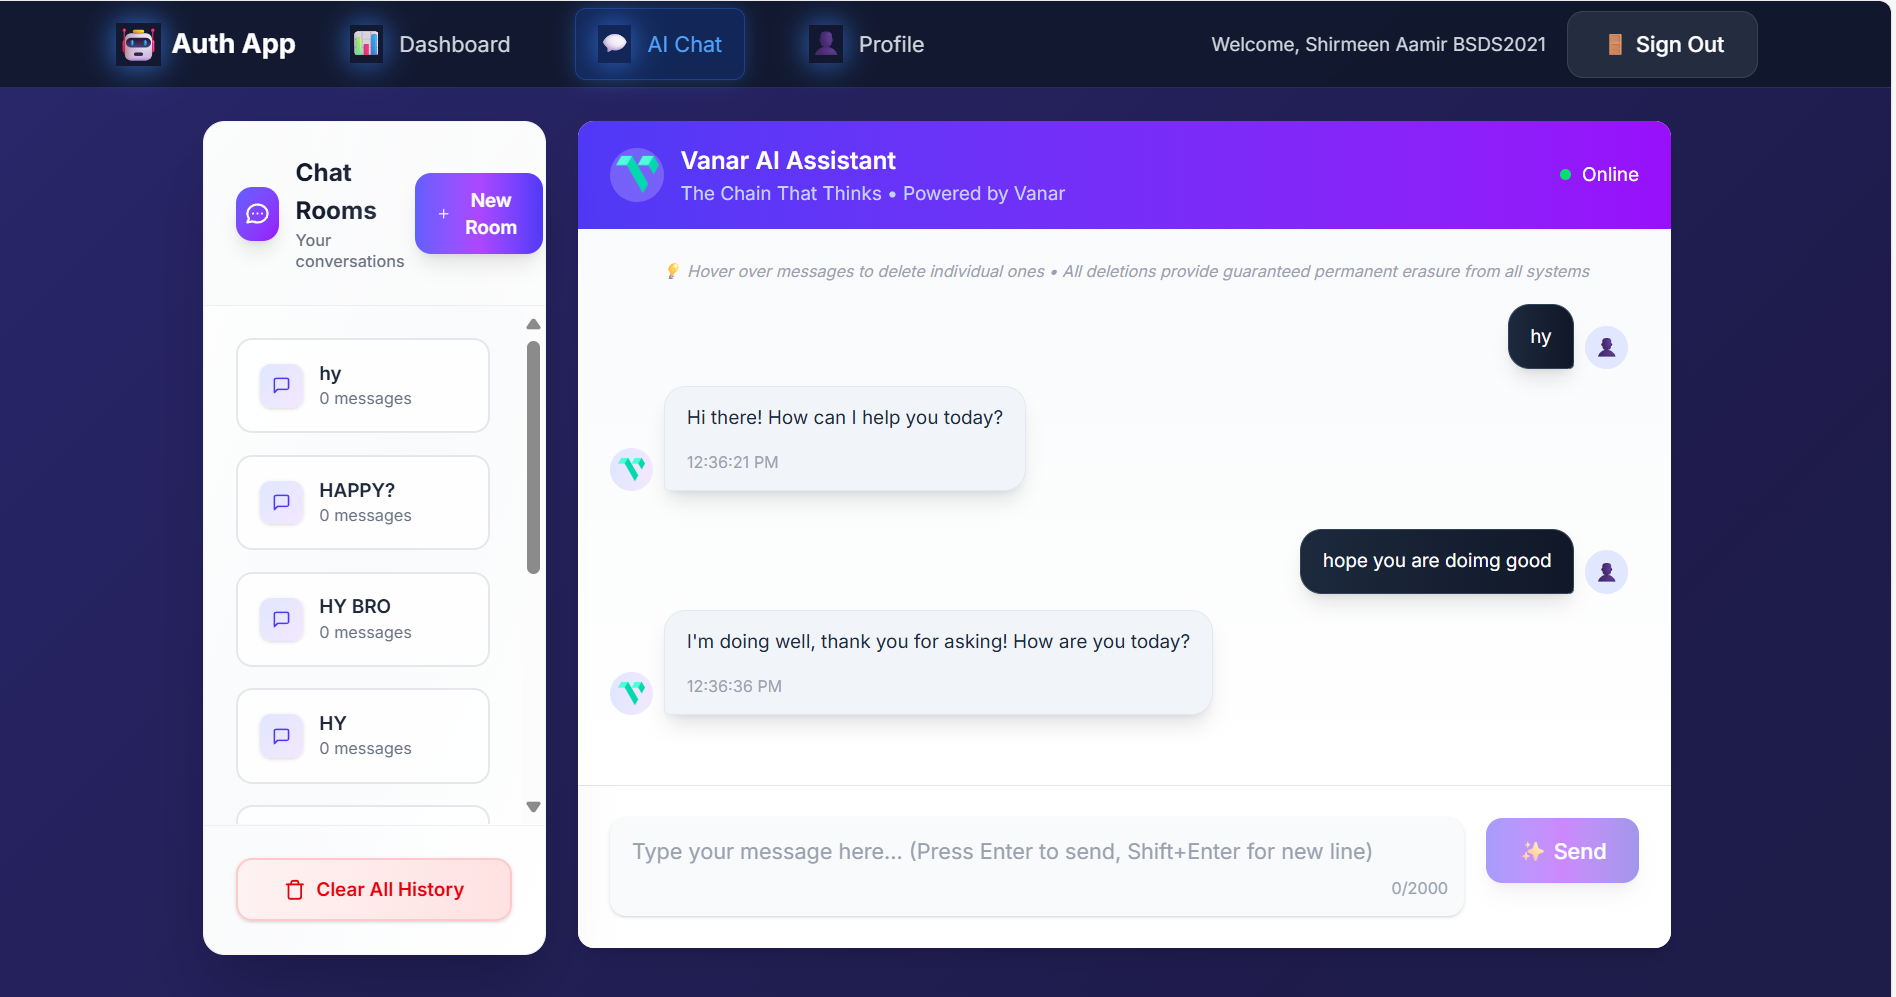 Auth App
Dashboard
AI Chat
Profile
Welcome, Shirmeen Aamir BSDS2021
Sign Out
Chat
Rooms
Your
conversations
+ New
Room
hy
0 messages
HAPPY?
0 messages
HY BRO
0 messages
HY
0 messages
Clear All History
Vanar AI Assistant
The Chain That Thinks • Powered by Vanar
Online
Hover over messages to delete individual ones • All deletions provide guaranteed permanent erasure from all systems
hy
Hi there! How can I help you today?
12:36:21 PM
hope you are doimg good
I'm doing well, thank you for asking! How are you today?
12:36:36 PM
Type your message here... (Press Enter to send, Shift+Enter for new line)
0/2000
Send